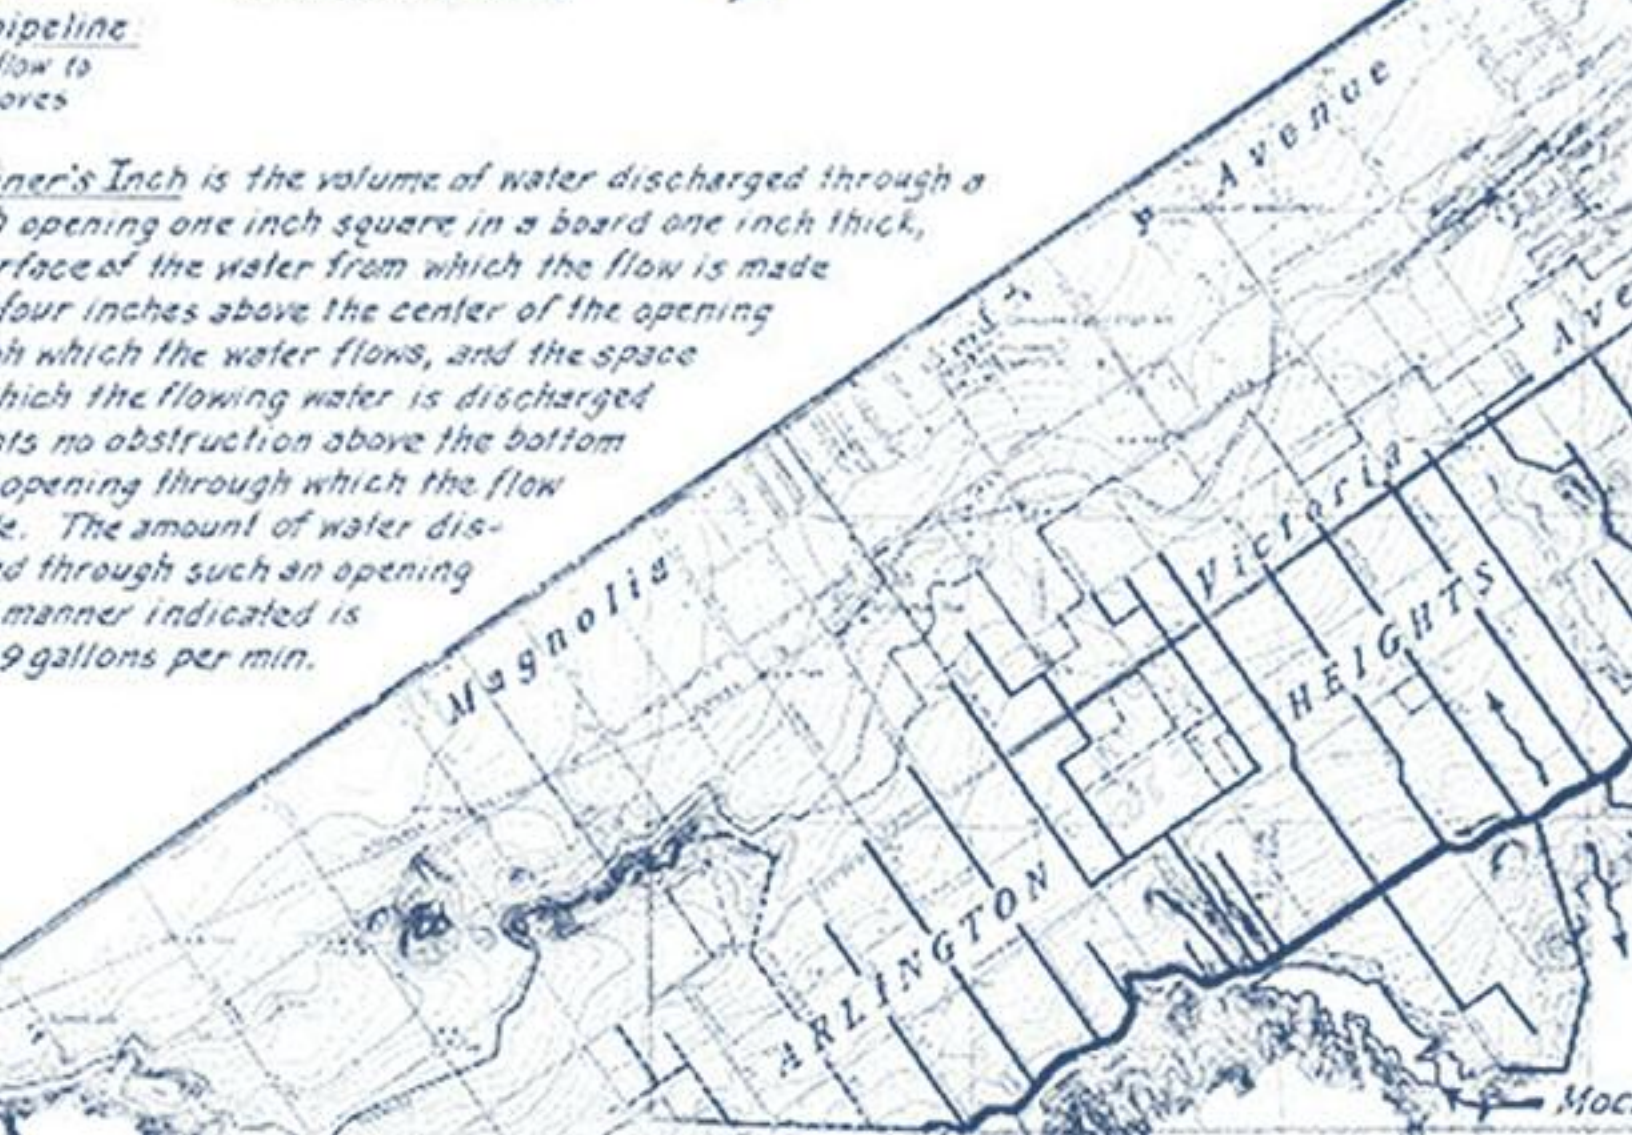 pipeline
flow to
oves
ner's Inch is the volume of water discharged through a
opening one inch square in a board one inch thick,
rface of the water from which the flow is made
four inches above the center of the opening
h which the water flows, and the space
hich the flowing water is discharged
nts no obstruction above the bottom
opening through which the flow
e. The amount of water dis-
ed through such an opening
manner indicated is
9 gallons per min.
Magnolia Avenue
Victoria Ave
ARLINGTON HEIGHTS
Moc